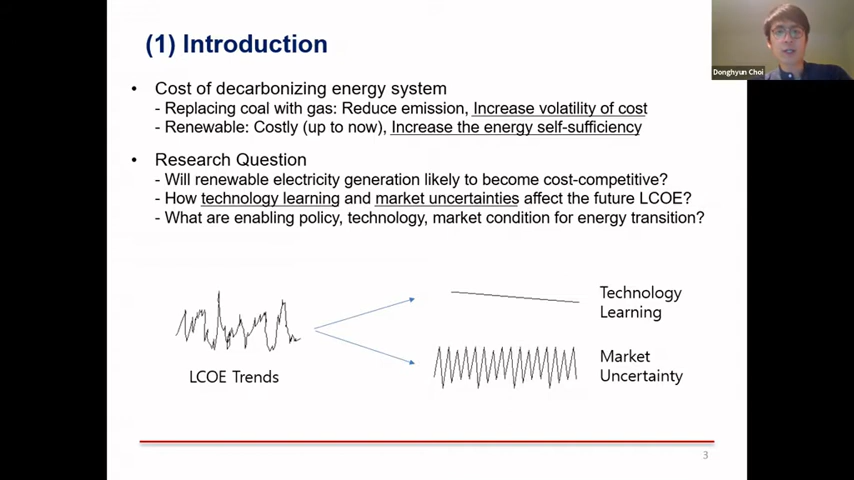 (1) Introduction
Donghyun Choi
• Cost of decarbonizing energy system
- Replacing coal with gas: Reduce emission, Increase volatility of cost
- Renewable: Costly (up to now), Increase the energy self-sufficiency
• Research Question
- Will renewable electricity generation likely to become cost-competitive?
- How technology learning and market uncertainties affect the future LCOE?
- What are enabling policy, technology, market condition for energy transition?
Technology
Learning
LCOE Trends
Market
Uncertainty
3